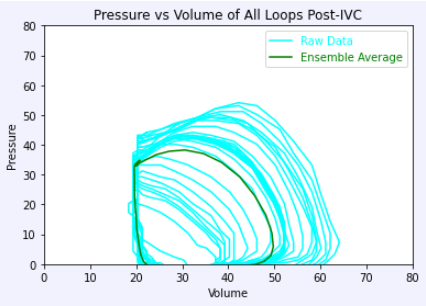 Pressure vs Volume of All Loops Post-IVC
80
70
60
50
40
30
20
10
0
Pressure
Raw Data
Ensemble Average
0 10 20 30 40 50 60 70 80
Volume